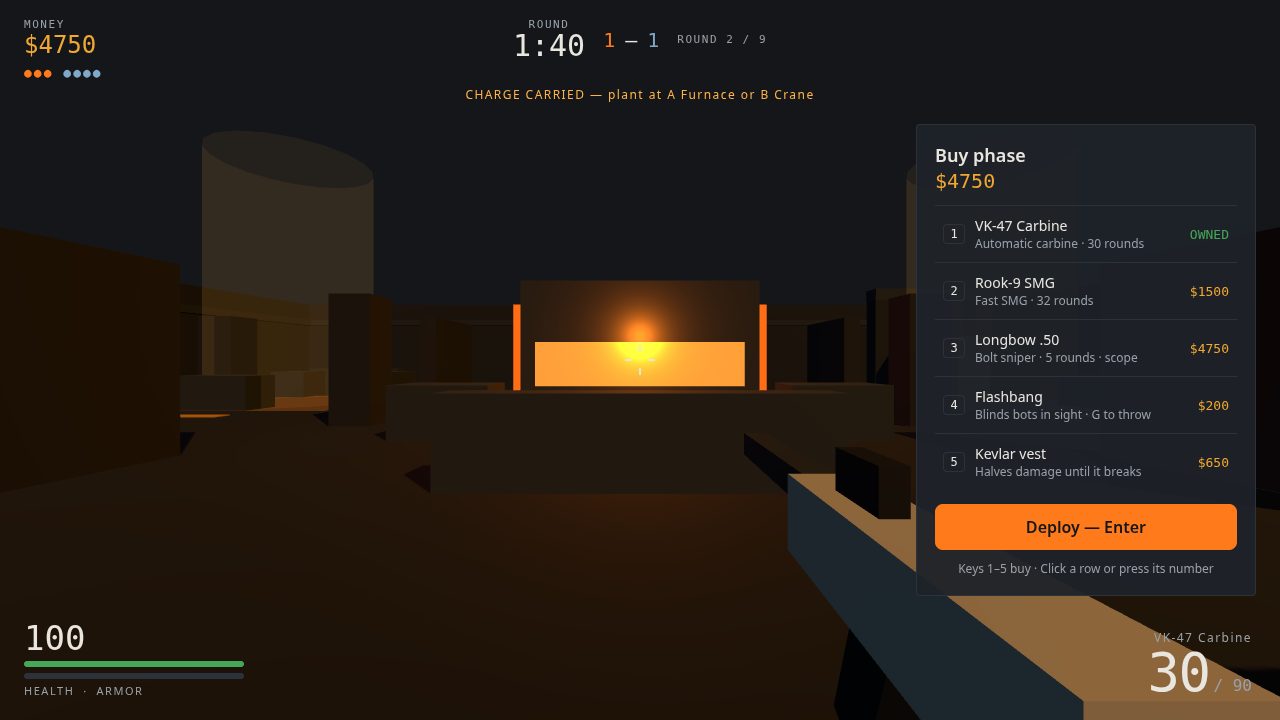 MONEY
$4750
ROUND
1:40
1 — 1
ROUND 2 / 9
CHARGE CARRIED — plant at A Furnace or B Crane
Buy phase
$4750
1
VK-47 Carbine
Automatic carbine · 30 rounds
OWNED
2
Rook-9 SMG
Fast SMG · 32 rounds
$1500
3
Longbow .50
Bolt sniper · 5 rounds · scope
$4750
4
Flashbang
Blinds bots in sight · G to throw
$200
5
Kevlar vest
Halves damage until it breaks
$650
Deploy — Enter
Keys 1–5 buy · Click a row or press its number
100
HEALTH · ARMOR
VK-47 Carbine
30 / 90